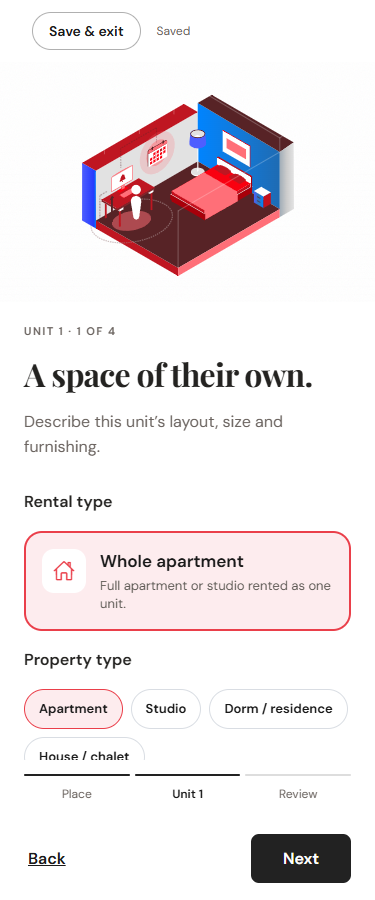 Save & exit
Saved
UNIT 1 · 1 OF 4
A space of their own.
Describe this unit’s layout, size and
furnishing.
Rental type
Whole apartment
Full apartment or studio rented as one
unit.
Property type
Apartment
Studio
Dorm / residence
House / chalet
Place
Unit 1
Review
Back
Next